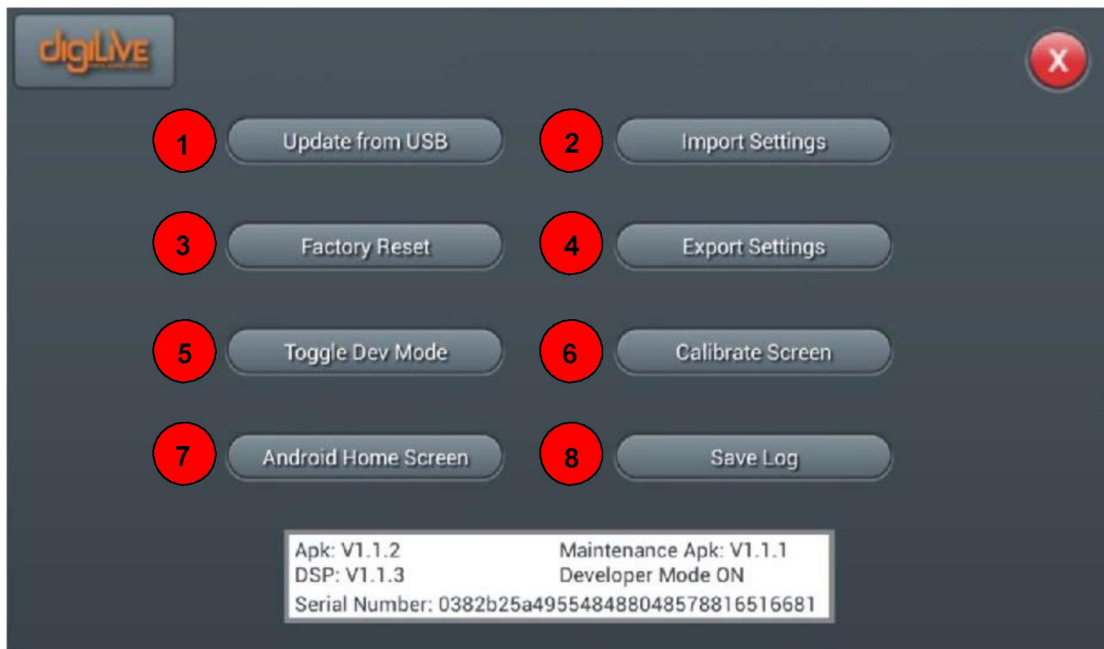 digiLiVE
X
1 Update from USB 2 Import Settings
3 Factory Reset 4 Export Settings
5 Toggle Dev Mode 6 Calibrate Screen
7 Android Home Screen 8 Save Log
Apk: V1.1.2 Maintenance Apk: V1.1.1
DSP: V1.1.3 Developer Mode ON
Serial Number: 0382b25a495548488048578816516681